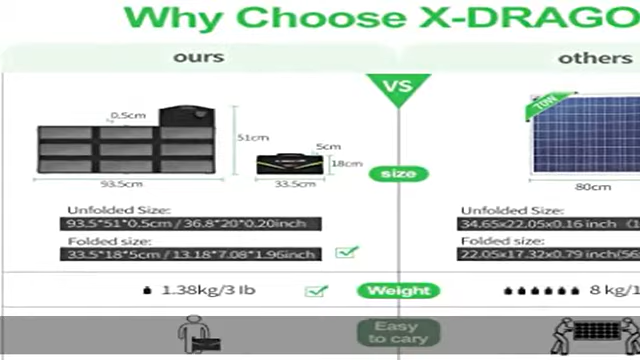 Why Choose X-DRAGO
ours
VS
others
0.5cm
51cm
93.5cm
5cm
18cm
33.5cm
size
70W
80cm
Unfolded Size:
93.5*51*0.5cm / 36.8*20*0.20inch
Folded size:
33.5*18*5cm / 13.18*7.08*1.96inch
Unfolded Size:
34.65x22.05x0.16 inch
Folded size:
22.05x17.32x0.79 inch(56
1.38kg/3 lb
Weight
8 kg/1
Easy
to cary